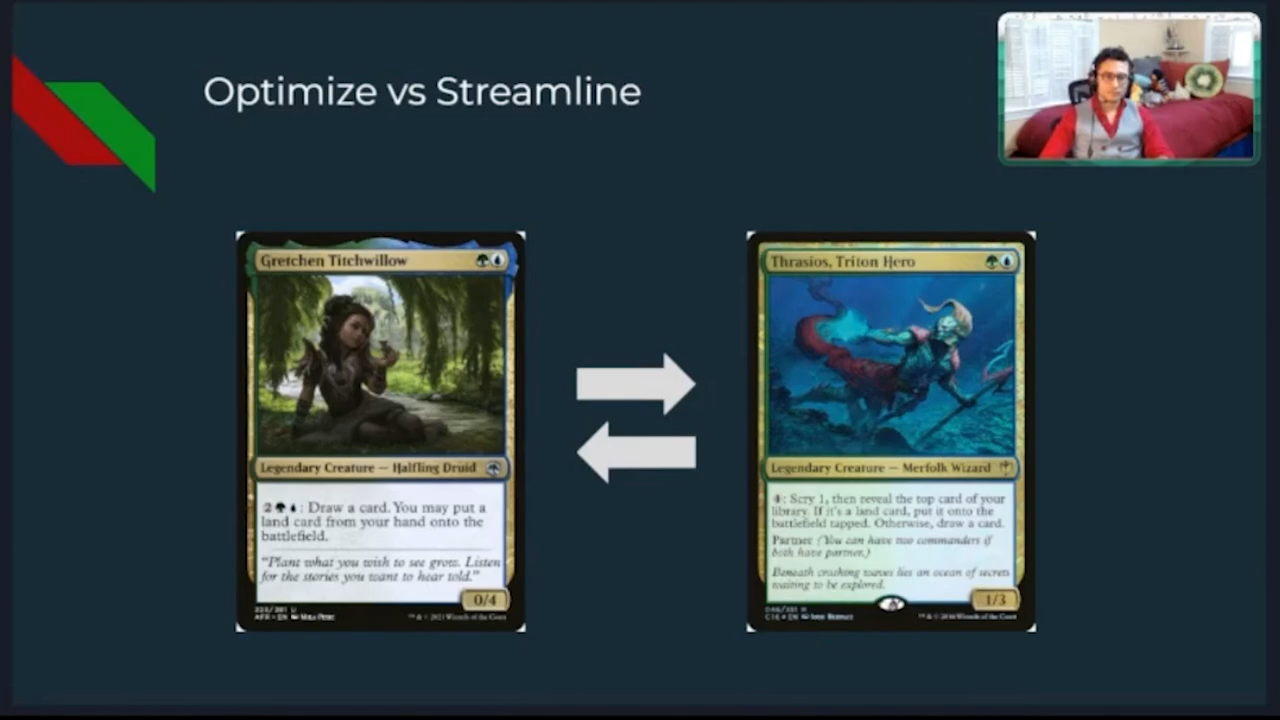 Optimize vs Streamline
Gretchen Titchwillow
Legendary Creature — Halfling Druid
2 : Draw a card. You may put a
land card from your hand onto the
battlefield.
"Plant what you wish to see grow. Listen
for the stories you want to hear told."
0/4
Thrasios, Triton Hero
Legendary Creature — Merfolk Wizard
4: Scry 1, then reveal the top card of your
library. If it's a land card, put it onto the
battlefield tapped. Otherwise, draw a card.
Partner (You can have two commanders if
both have partner.)
Beneath crashing waves lies an ocean of secrets
waiting to be explored.
1/3